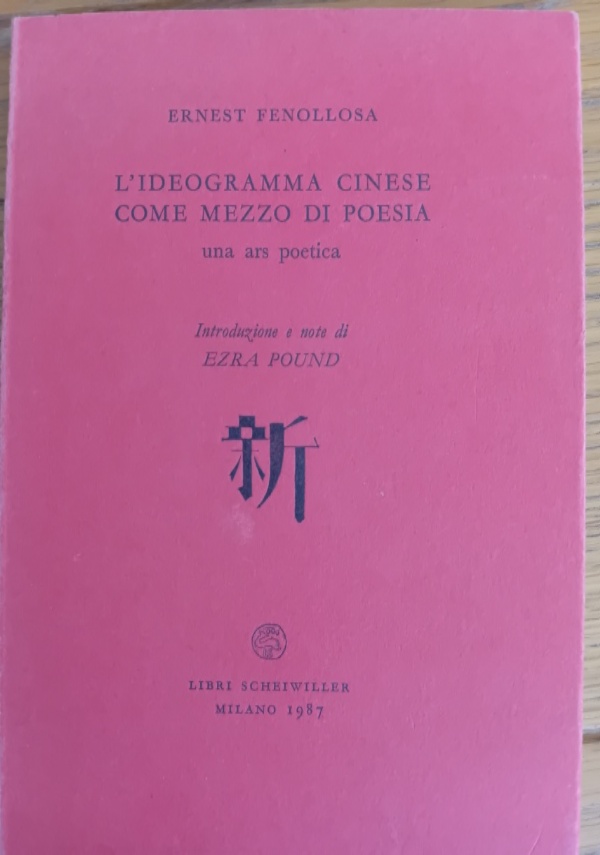 ERNEST FENOLLOSA
L'IDEOGRAMMA CINESE
COME MEZZO DI POESIA
una ars poetica
Introduzione e note di
EZRA POUND
新
LIBRI SCHEIWILLER
MILANO 1987